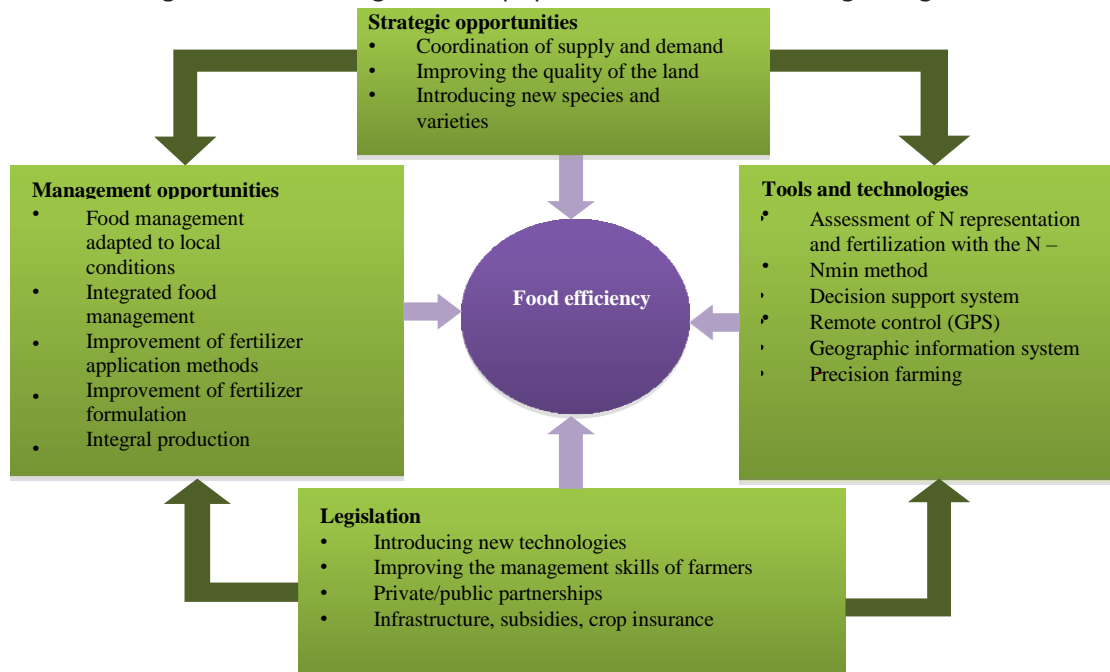 Strategic opportunities
• Coordination of supply and demand
• Improving the quality of the land
• Introducing new species and
varieties
Management opportunities
• Food management
adapted to local
conditions
• Integrated food
management
• Improvement of fertilizer
application methods
• Improvement of fertilizer
formulation
• Integral production
Food efficiency
Tools and technologies
• Assessment of N representation
and fertilization with the N –
• Nmin method
• Decision support system
• Remote control (GPS)
• Geographic information system
• Precision farming
Legislation
• Introducing new technologies
• Improving the management skills of farmers
• Private/public partnerships
• Infrastructure, subsidies, crop insurance